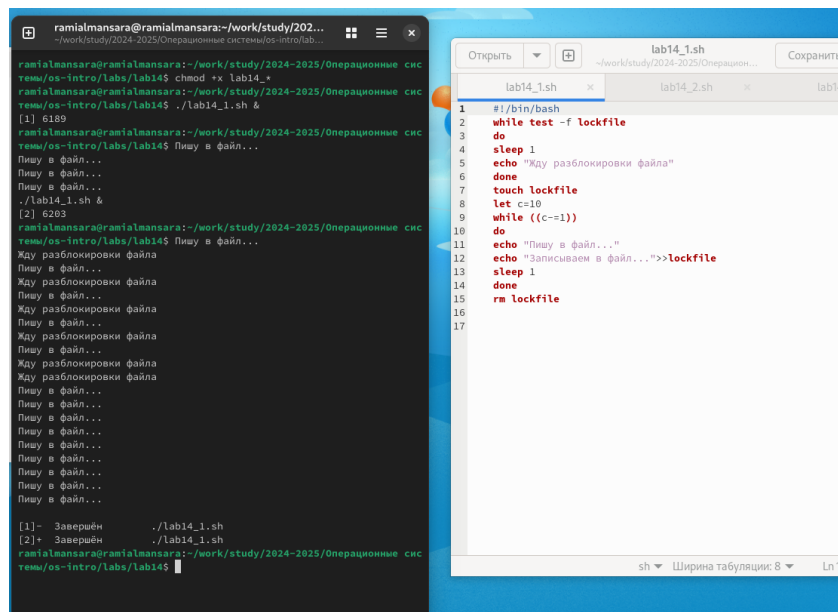 ramialmansara@ramialmansara:~/work/study/202...
~/work/study/2024-2025/Операционные системы/os-intro/lab...
ramialmansara@ramialmansara:~/work/study/2024-2025/Операционные сис
темы/os-intro/labs/lab14$ chmod +x lab14_*
ramialmansara@ramialmansara:~/work/study/2024-2025/Операционные сис
темы/os-intro/labs/lab14$ ./lab14_1.sh &
[1] 6189
ramialmansara@ramialmansara:~/work/study/2024-2025/Операционные сис
темы/os-intro/labs/lab14$ Пишу в файл...
Пишу в файл...
Пишу в файл...
Пишу в файл...
./lab14_1.sh &
[2] 6203
ramialmansara@ramialmansara:~/work/study/2024-2025/Операционные сис
темы/os-intro/labs/lab14$ Пишу в файл...
Жду разблокировки файла
Пишу в файл...
Жду разблокировки файла
Пишу в файл...
Жду разблокировки файла
Пишу в файл...
Жду разблокировки файла
Пишу в файл...
Жду разблокировки файла
Жду разблокировки файла
Пишу в файл...
Пишу в файл...
Пишу в файл...
Пишу в файл...
Пишу в файл...
Пишу в файл...
Пишу в файл...
Пишу в файл...
Пишу в файл...
[1]- Завершён ./lab14_1.sh
[2]+ Завершён ./lab14_1.sh
ramialmansara@ramialmansara:~/work/study/2024-2025/Операционные сис
темы/os-intro/labs/lab14$
Открыть
lab14_1.sh
~/work/study/2024-2025/Операцион...
Сохранить
lab14_1.sh
lab14_2.sh
lab1
1 #!/bin/bash
2 while test -f lockfile
3 do
4 sleep 1
5 echo "Жду разблокировки файла"
6 done
7 touch lockfile
8 let c=10
9 while ((c-=1))
10 do
11 echo "Пишу в файл..."
12 echo "Записываем в файл...">>lockfile
13 sleep 1
14 done
15 rm lockfile
16
17
sh
Ширина табуляции: 8
Ln